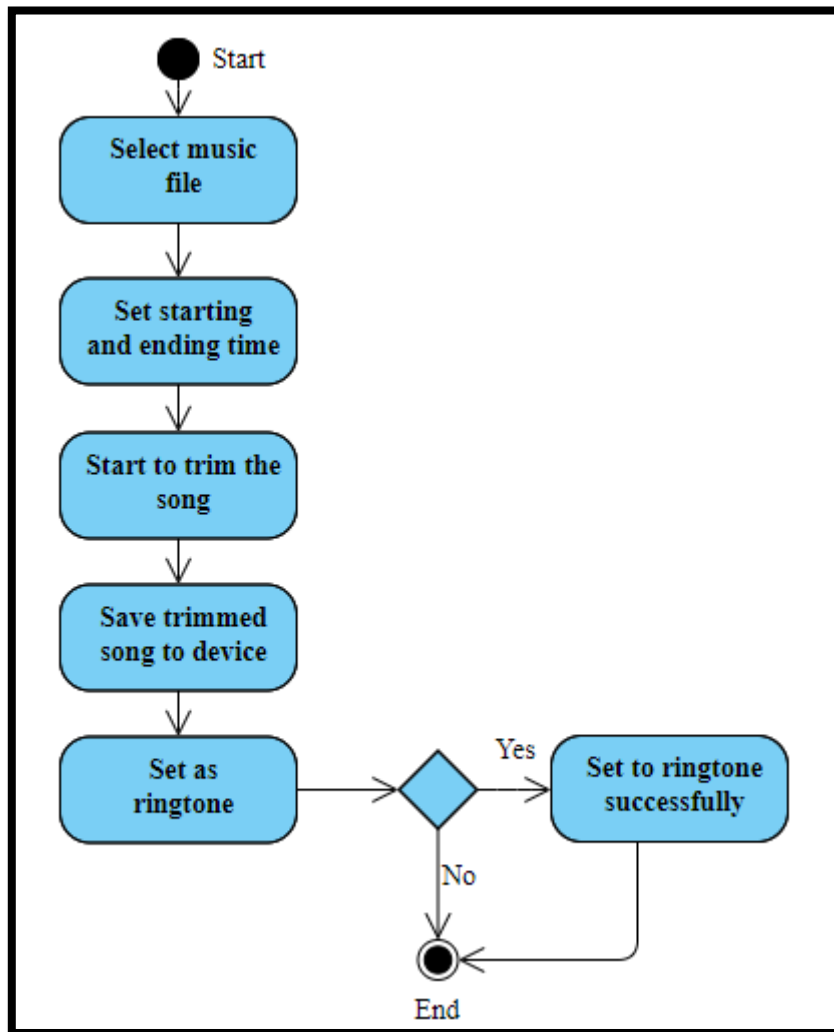 Start
Select music
file
Set starting
and ending time
Start to trim the
song
Save trimmed
song to device
Set as
ringtone
Yes
Set to ringtone
successfully
No
End